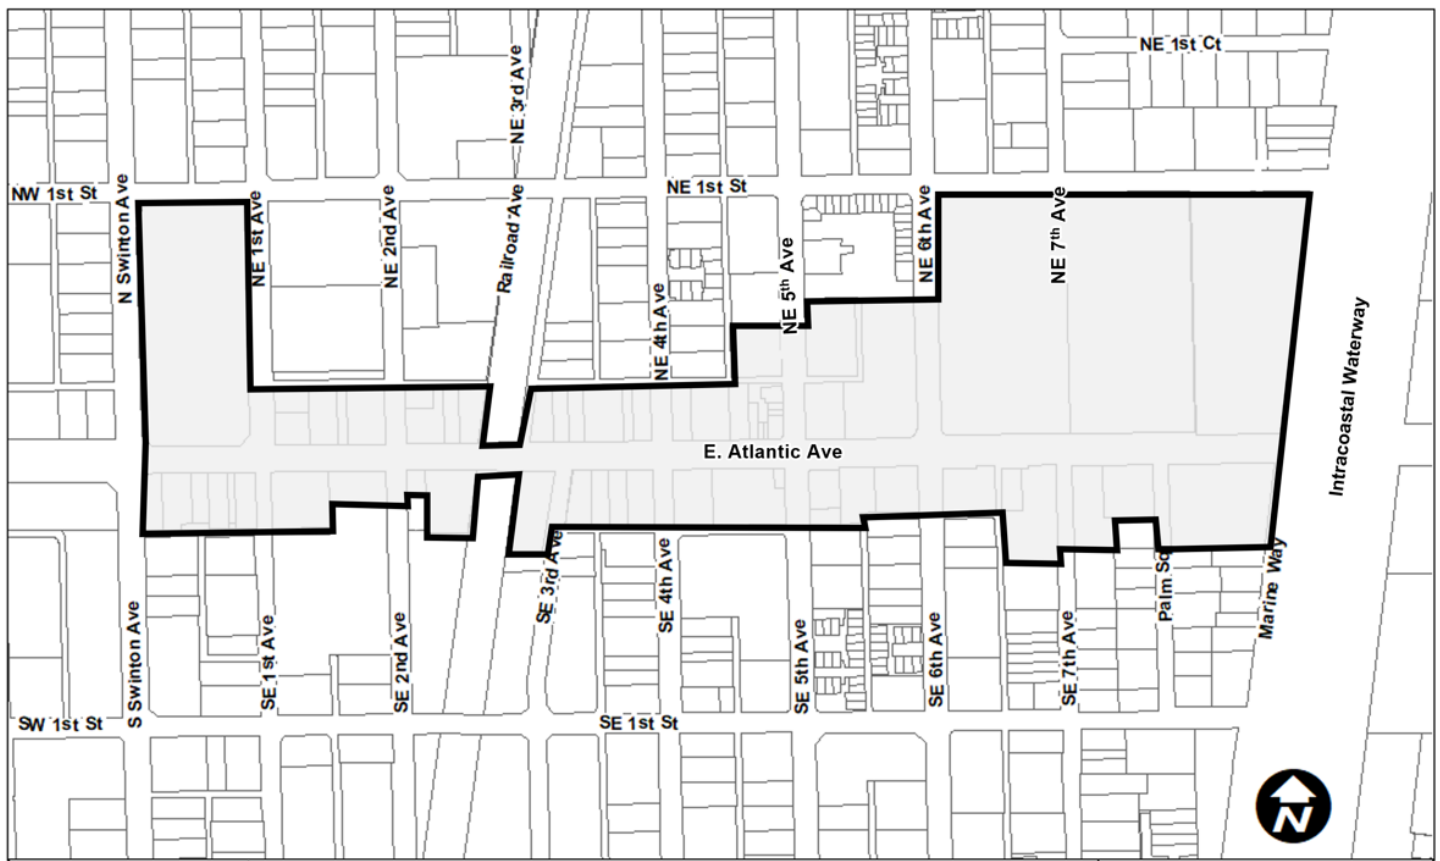 NE 1st Ct
NE 3rd Ave
NW 1st St
NE 1st St
N Swinton Ave
NE 1st Ave
NE 2nd Ave
Railroad Ave
NE 4th Ave
NE 5th Ave
NE 6th Ave
NE 7th Ave
Intracoastal Waterway
E. Atlantic Ave
S Swinton Ave
SE 1st Ave
SE 2nd Ave
SE 3rd Ave
SE 4th Ave
SE 5th Ave
SE 6th Ave
SE 7th Ave
Palm Sq
Marine Way
SW 1st St
SE 1st St
N